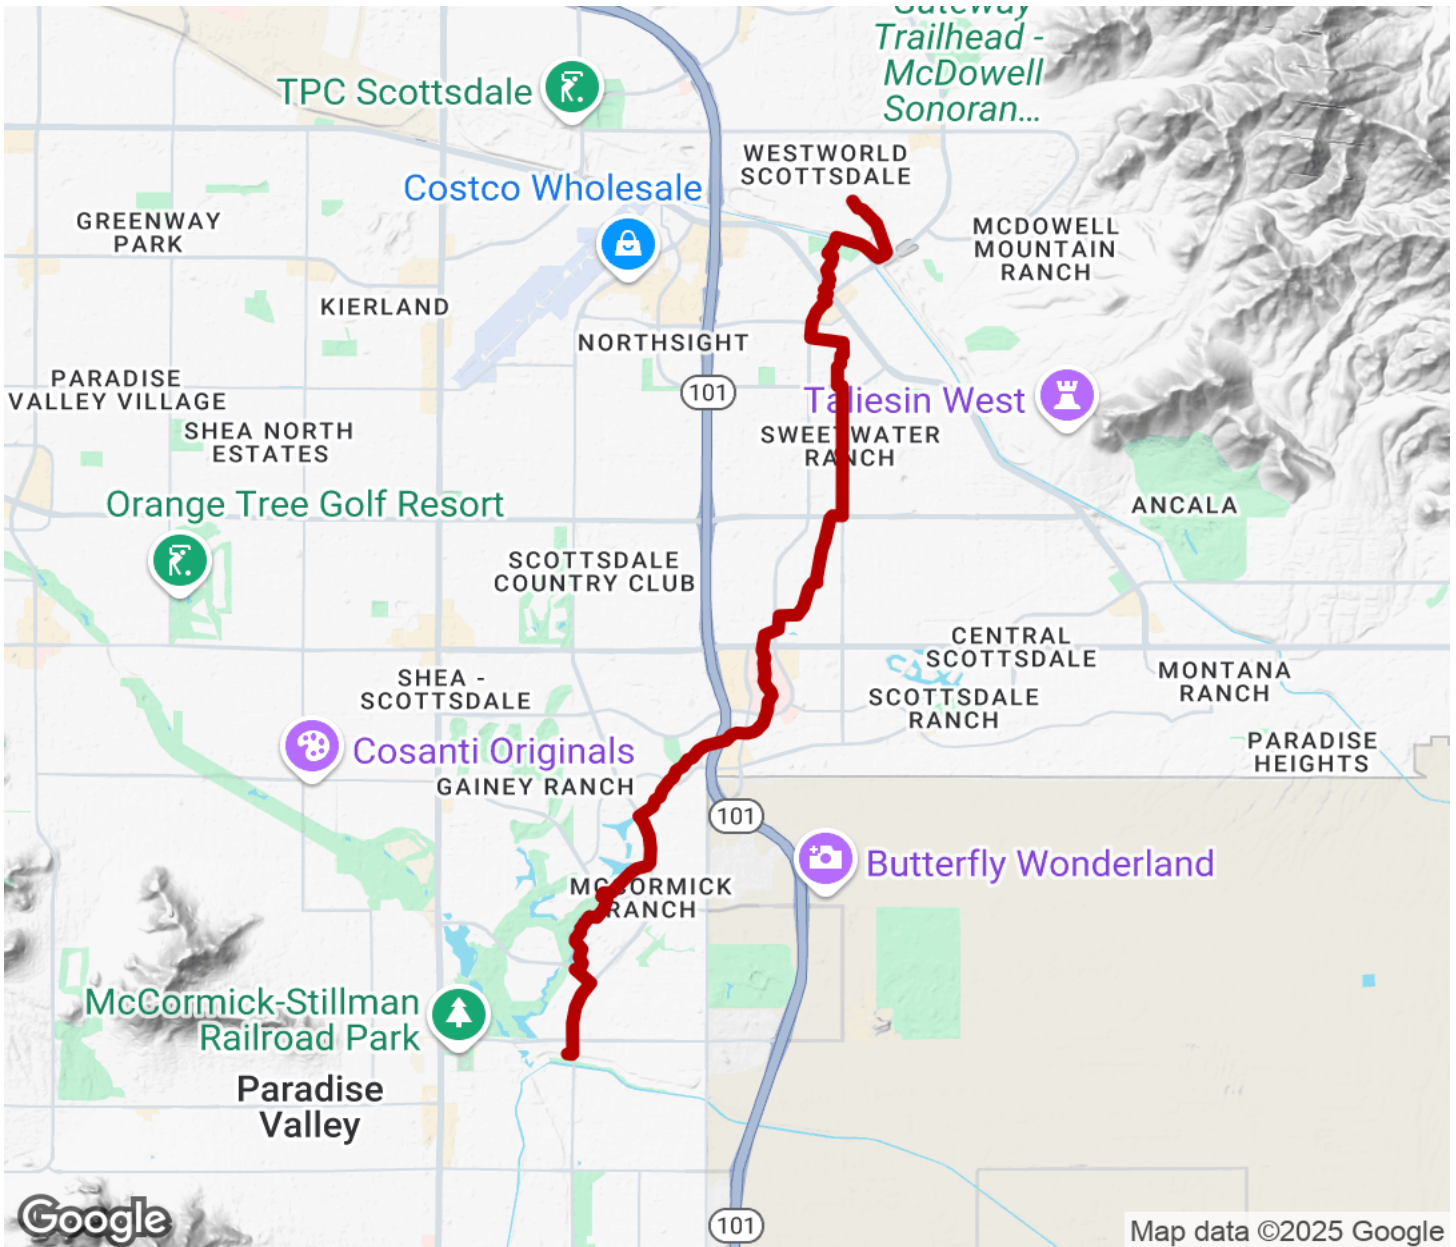 Gateway
Trailhead -
McDowell
Sonoran...
TPC Scottsdale
WESTWORLD
SCOTTSDALE
Costco Wholesale
GREENWAY
PARK
MCDOWELL
MOUNTAIN
RANCH
KIERLAND
NORTHSIGHT
PARADISE
VALLEY VILLAGE
101
Taliesin West
SHEA NORTH
ESTATES
SWEETWATER
RANCH
Orange Tree Golf Resort
ANCALA
SCOTTSDALE
COUNTRY CLUB
CENTRAL
SCOTTSDALE
MONTANA
RANCH
SHEA -
SCOTTSDALE
SCOTTSDALE
RANCH
Cosanti Originals
PARADISE
HEIGHTS
GAINEY RANCH
101
Butterfly Wonderland
MCCORMICK
RANCH
McCormick-Stillman
Railroad Park
Paradise
Valley
101
Google
Map data ©2025 Google